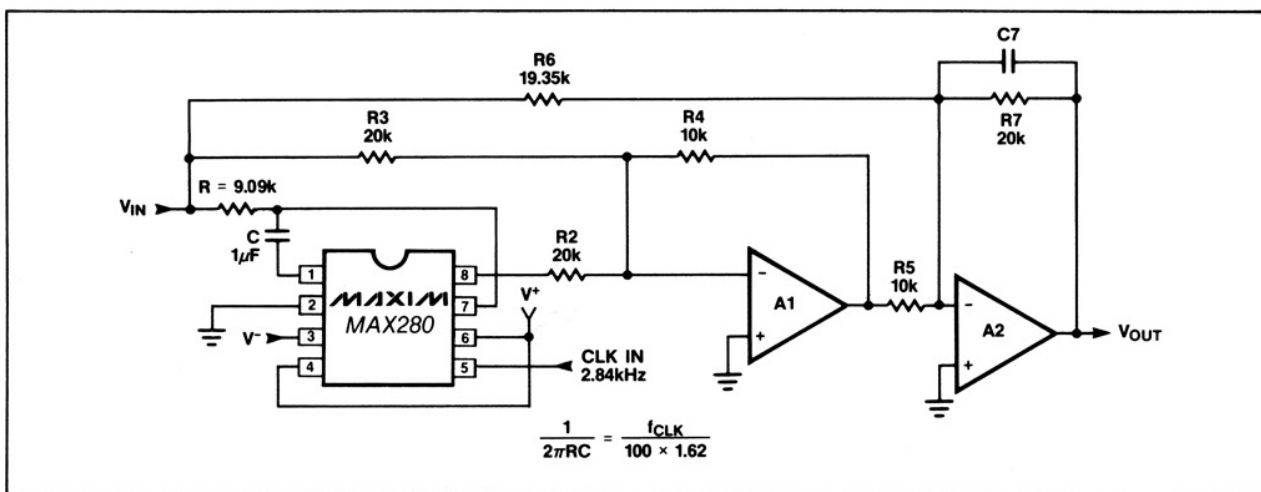 C7
R6
19.35k
R3
20k
R4
10k
R7
20k
R = 9.09k
VIN
C
1µF
R2
20k
1
2
3
4
8
7
6
5
MAXIM
MAX280
V+
V−
CLK IN
2.84kHz
−
+
A1
R5
10k
−
+
A2
VOUT
1/2πRC = fCLK/100 × 1.62